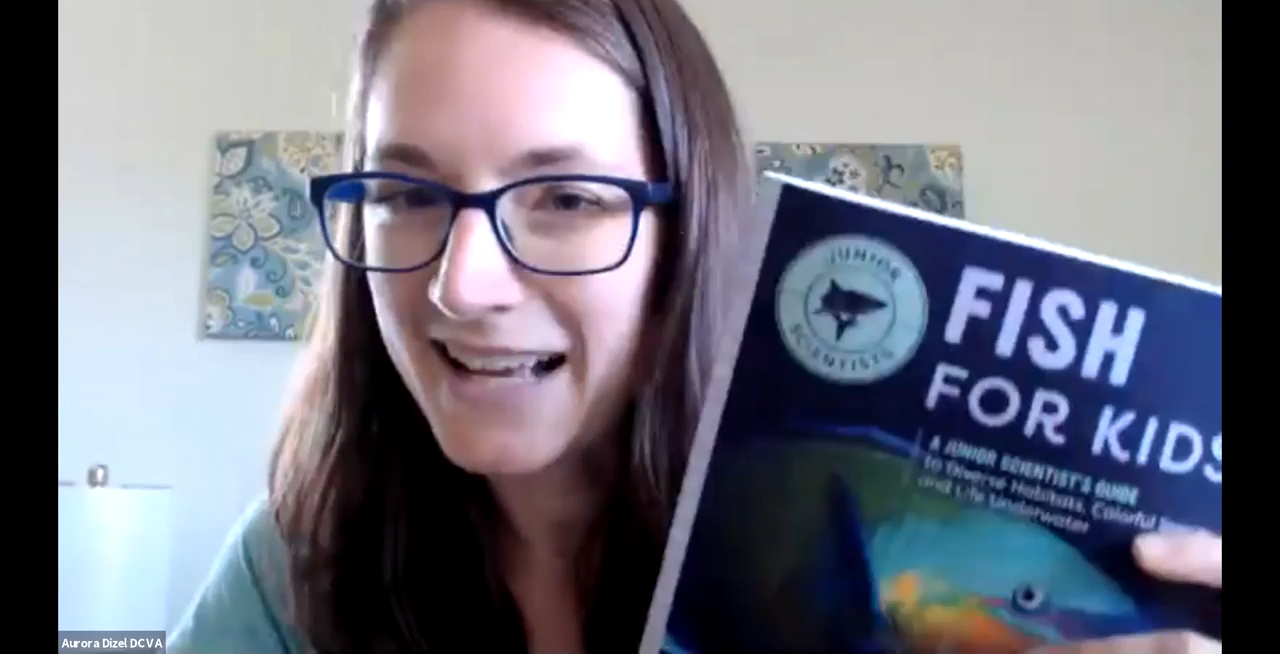 JUNIOR
SCIENTISTS
FISH
FOR KIDS
A JUNIOR SCIENTIST'S GUIDE
to Diverse Habitats, Colorful
and Life Underwater
Aurora Dizel DCVA